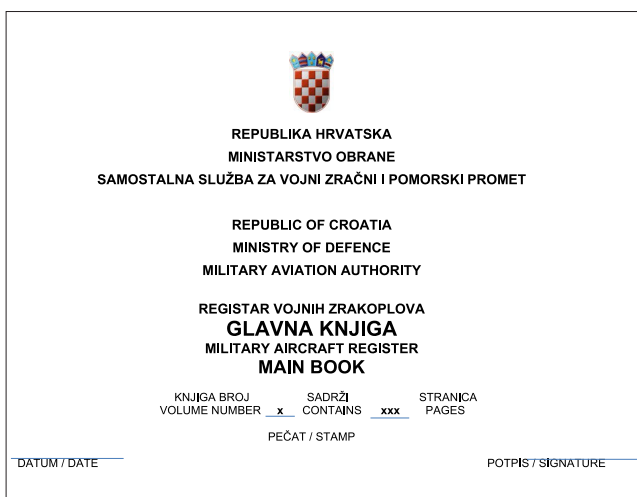 REPUBLIKA HRVATSKA
MINISTARSTVO OBRANE
SAMOSTALNA SLUŽBA ZA VOJNI ZRAČNI I POMORSKI PROMET
REPUBLIC OF CROATIA
MINISTRY OF DEFENCE
MILITARY AVIATION AUTHORITY
REGISTAR VOJNIH ZRAKOPLOVA
GLAVNA KNJIGA
MILITARY AIRCRAFT REGISTER
MAIN BOOK
KNJIGA BROJ SADRŽI STRANICA
VOLUME NUMBER x CONTAINS xxx PAGES
PEČAT / STAMP
DATUM / DATE POTPIS / SIGNATURE